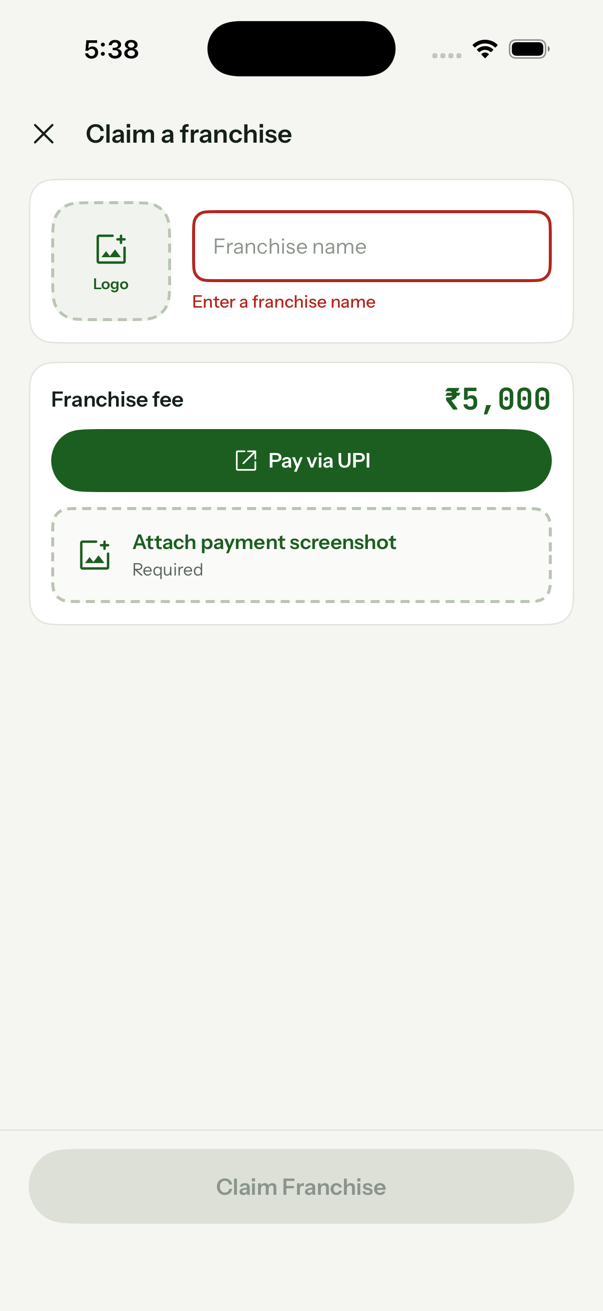 5:38
Claim a franchise
Logo
Franchise name
Enter a franchise name
Franchise fee
₹5,000
Pay via UPI
Attach payment screenshot
Required
Claim Franchise